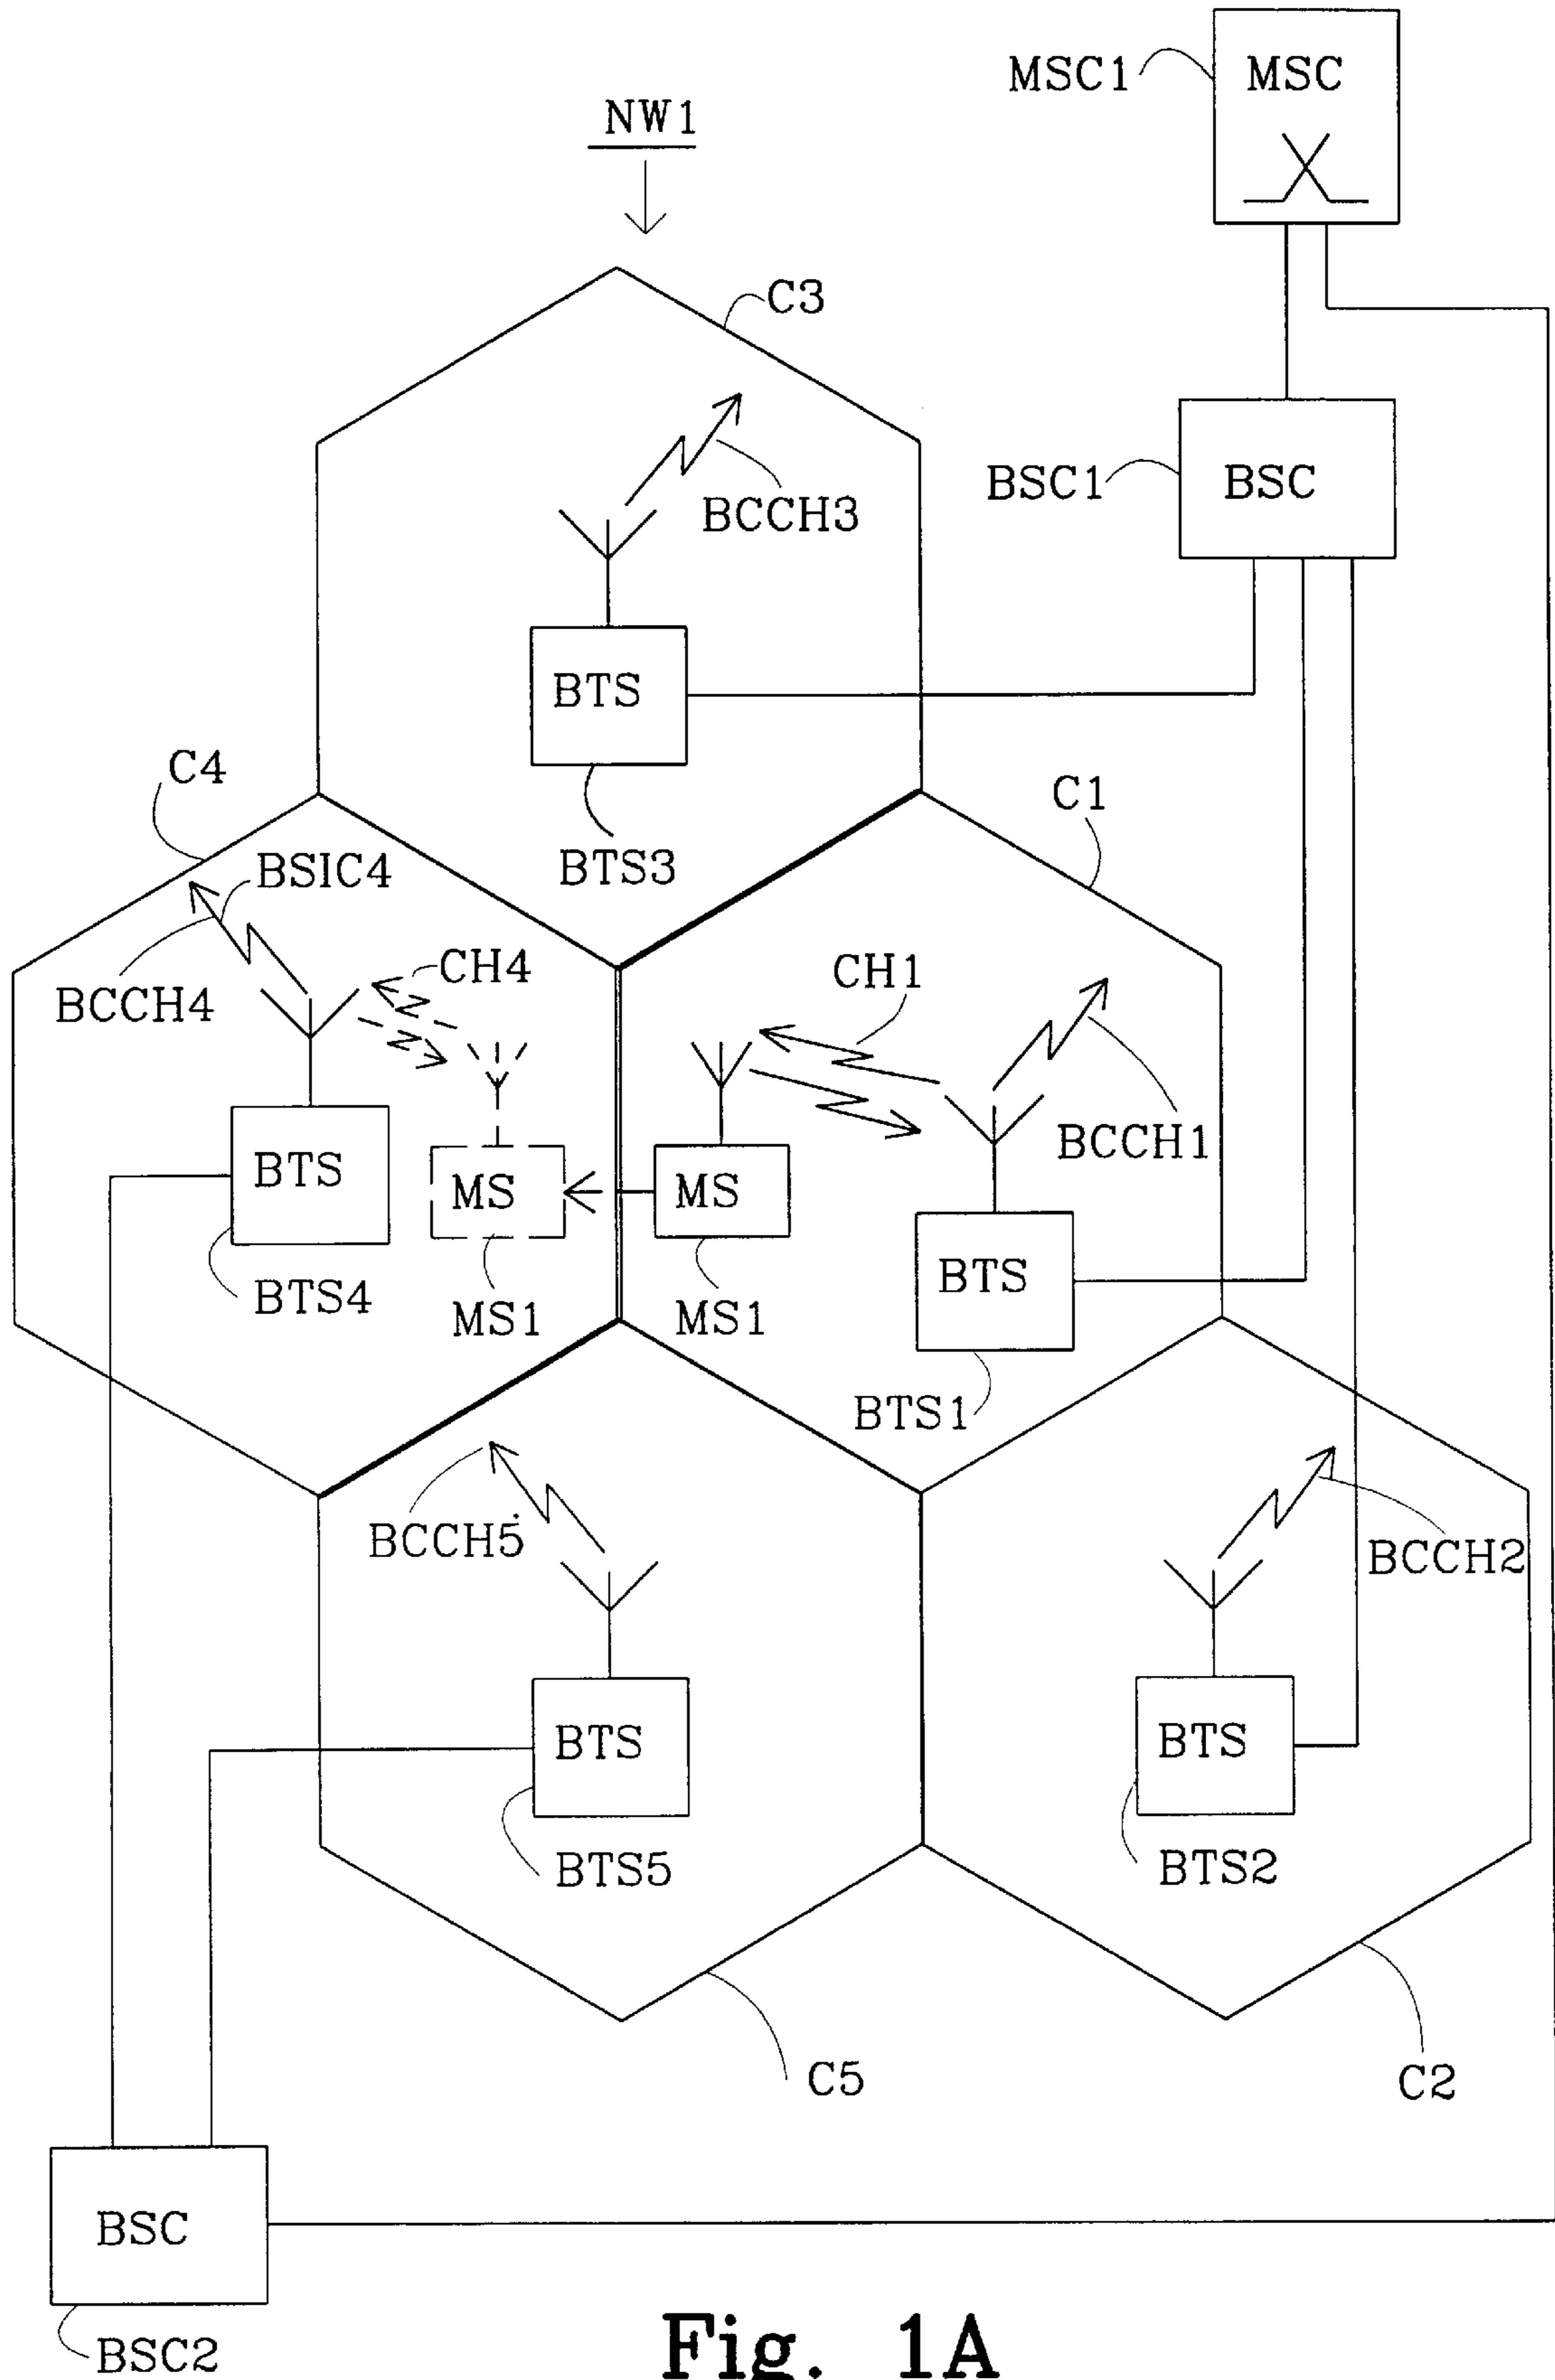 MSC1
MSC
NW1
C3
BSC1
BSC
BCCH3
BTS
C4
C1
BTS3
BSIC4
CH4
CH1
BCCH4
BCCH1
BTS
MS
MS
BTS
BTS4
MS1
MS1
BTS1
BCCH5
BCCH2
BTS
BTS
BTS5
BTS2
C5
C2
BSC
BSC2
Fig. 1A